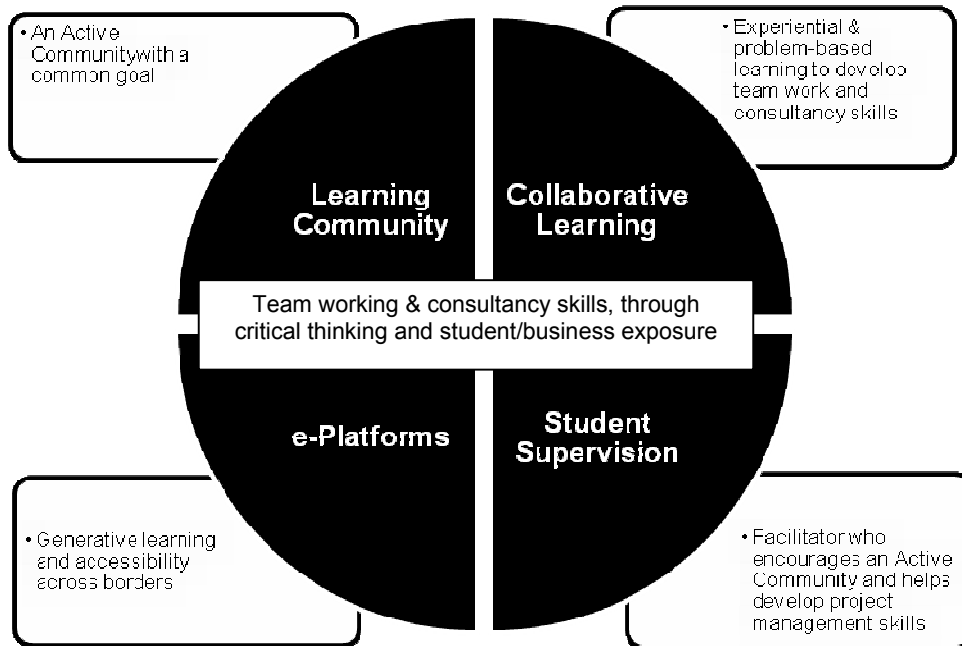 • An Active
Communitywith a
common goal
• Experiential &
problem-based
learning to develop
team work and
consultancy skills
Learning
Community
Collaborative
Learning
Team working & consultancy skills, through
critical thinking and student/business exposure
e-Platforms
Student
Supervision
• Generative learning
and accessibility
across borders
• Facilitator who
encourages an Active
Community and helps
develop project
management skills